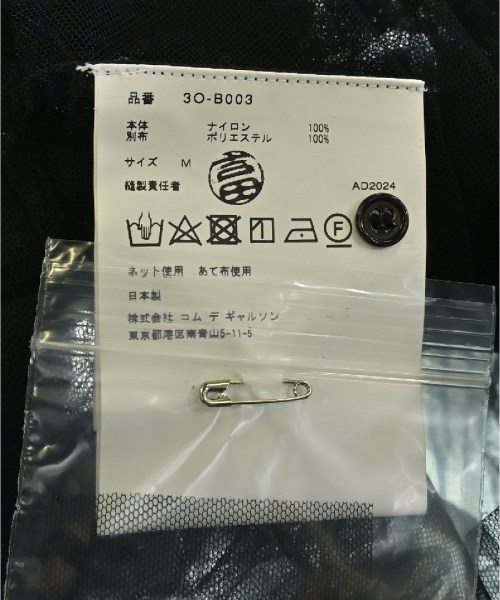 品番 3O-B003
本体 ナイロン 100%
別布 ポリエステル 100%
サイズ M
縫製責任者
AD2024
ネット使用 あて布使用
日本製
株式会社 コム デ ギャルソン
東京都港区南青山5-11-5